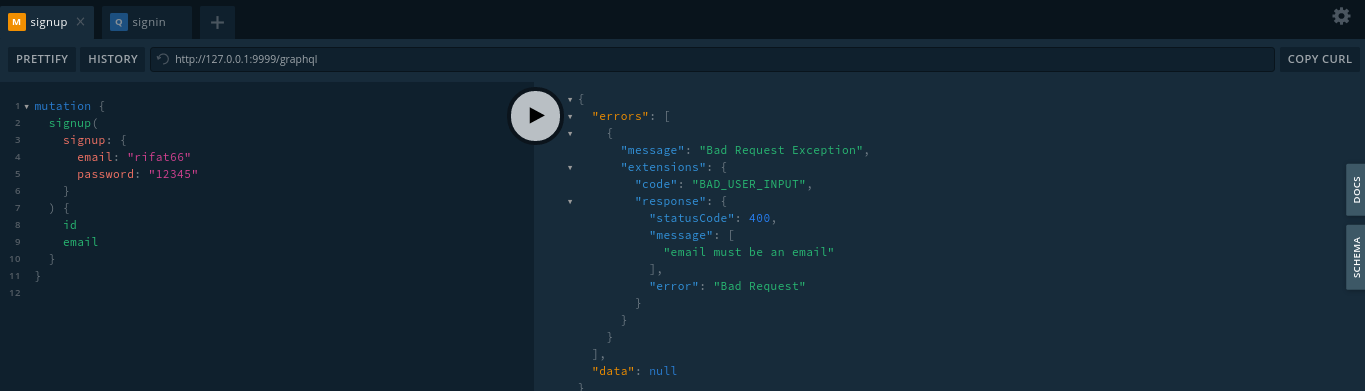 M signup ×
Q signin
+
PRETTIFY
HISTORY
http://127.0.0.1:9999/graphql
COPY CURL
1 mutation {
2 signup(
3 signup: {
4 email: "rifat66"
5 password: "12345"
6 }
7 ) {
8 id
9 email
10 }
11 }
12
{
"errors": [
{
"message": "Bad Request Exception",
"extensions": {
"code": "BAD_USER_INPUT",
"response": {
"statusCode": 400,
"message": [
"email must be an email"
],
"error": "Bad Request"
}
}
}
],
"data": null
}
DOCS
SCHEMA